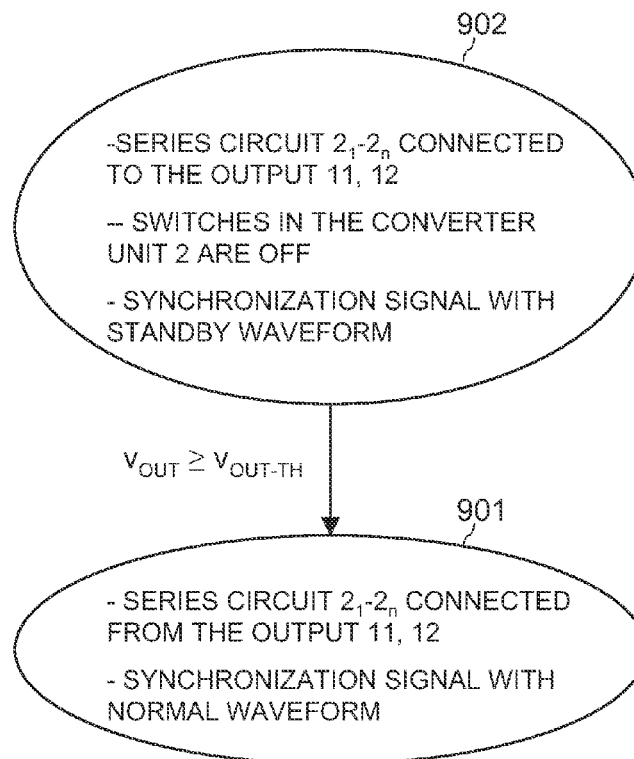 902
-SERIES CIRCUIT 2₁-2ₙ CONNECTED
TO THE OUTPUT 11, 12
-- SWITCHES IN THE CONVERTER
UNIT 2 ARE OFF
- SYNCHRONIZATION SIGNAL WITH
STANDBY WAVEFORM
V_OUT ≥ V_OUT-TH
901
- SERIES CIRCUIT 2₁-2ₙ CONNECTED
FROM THE OUTPUT 11, 12
- SYNCHRONIZATION SIGNAL WITH
NORMAL WAVEFORM